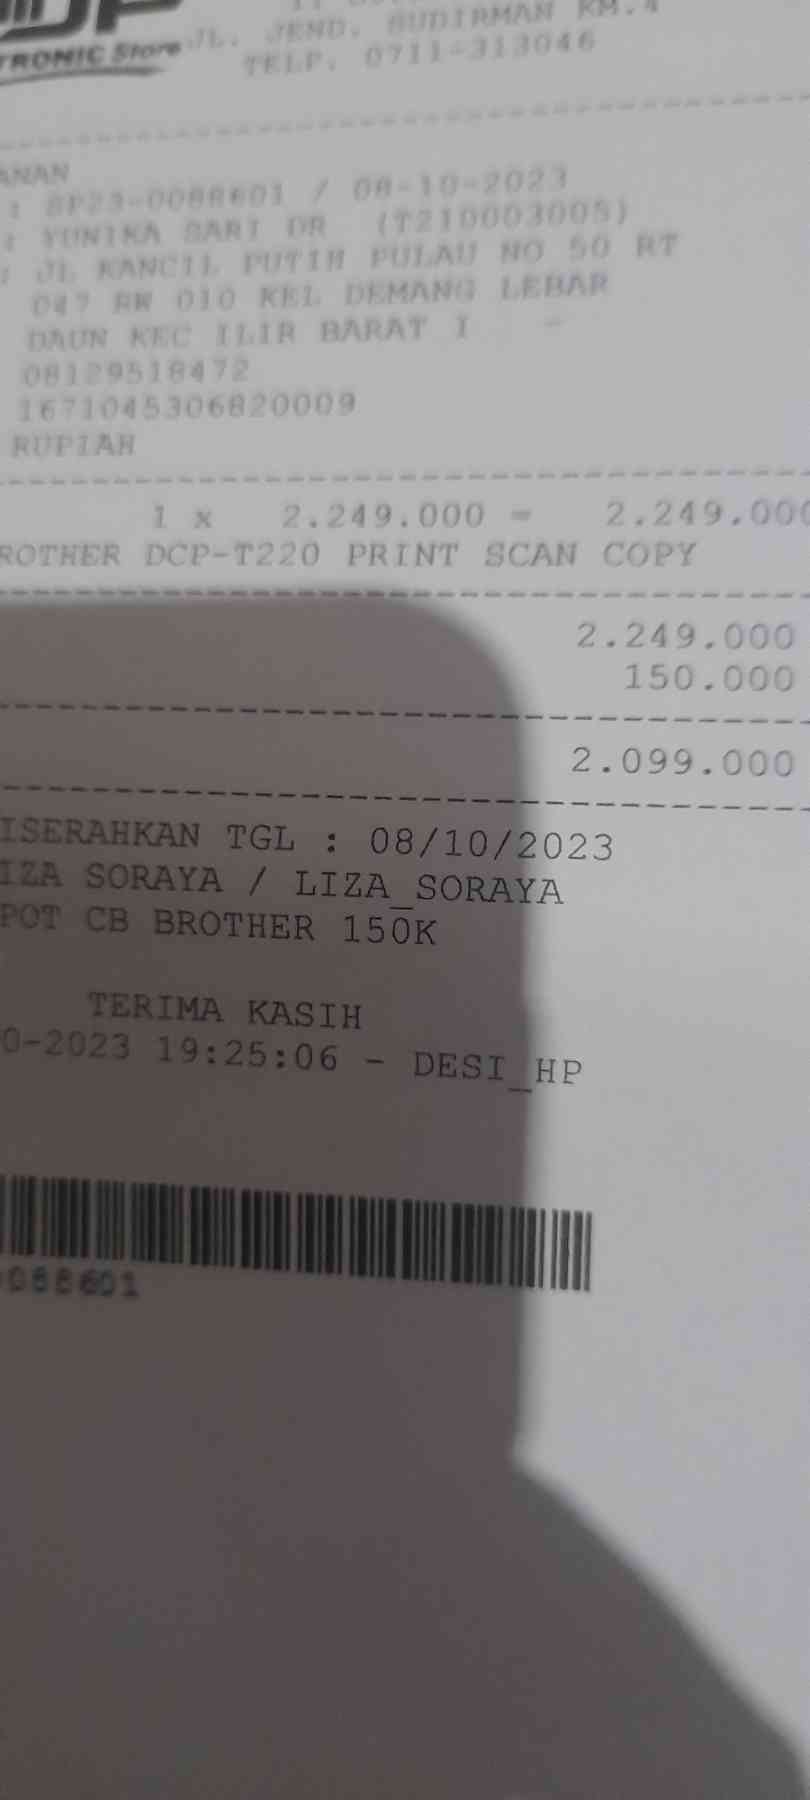 TRONIC Store
JL. JEND. SUDIRMAN KM.4
TELP. 0711-313046
ANAN
: SP23-0088601 / 08-10-2023
: YUNIKA SARI DR (T210003005)
: JL KANCIL PUTIH PULAU NO 50 RT
047 RW 010 KEL DEMANG LEBAR
DAUN KEC ILIR BARAT I -
08129518472
1671045306820009
RUPIAH
1 x 2.249.000 = 2.249.000
ROTHER DCP-T220 PRINT SCAN COPY
2.249.000
150.000
2.099.000
ISERAHKAN TGL : 08/10/2023
IZA SORAYA / LIZA_SORAYA
POT CB BROTHER 150K
TERIMA KASIH
0-2023 19:25:06 - DESI_HP
0088601